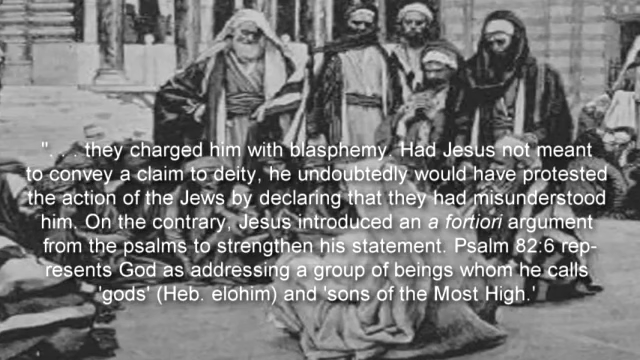 ". . . they charged him with blasphemy. Had Jesus not meant
to convey a claim to deity, he undoubtedly would have protested
the action of the Jews by declaring that they had misunderstood
him. On the contrary, Jesus introduced an a fortiori argument
from the psalms to strengthen his statement. Psalm 82:6 rep-
resents God as addressing a group of beings whom he calls
'gods' (Heb. elohim) and 'sons of the Most High.'